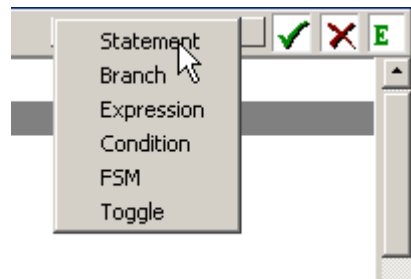 Statement
E
Branch
Expression
Condition
FSM
Toggle